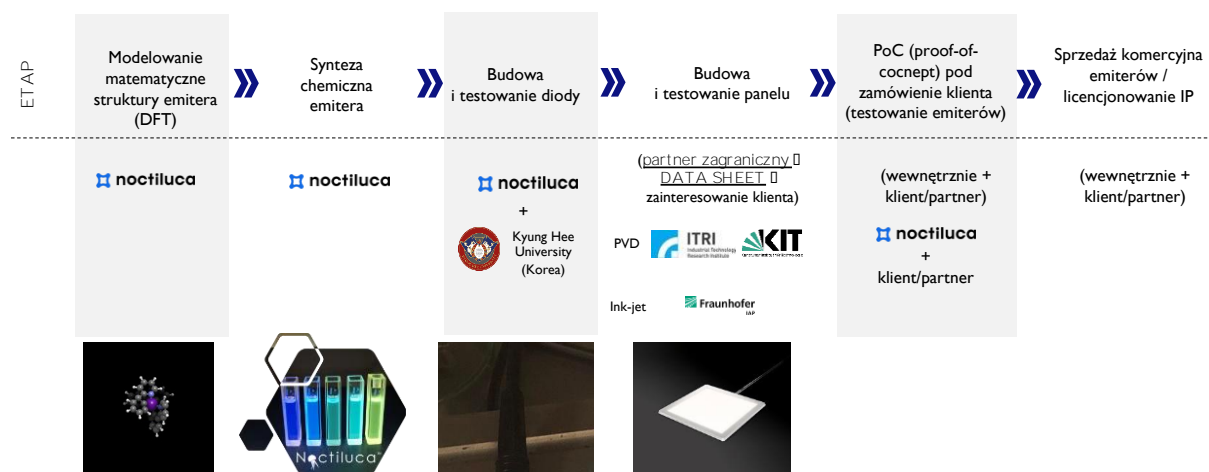 ETAP
Modelowanie
matematyczne
struktury emitera
(DFT)
Synteza
chemiczna
emitera
Budowa
i testowanie diody
Budowa
i testowanie panelu
PoC (proof-of-
cocnept) pod
zamówienie klienta
(testowanie emiterów)
Sprzedaż komercyjna
emiterów /
licencjonowanie IP
noctiluca
noctiluca
noctiluca
+
Kyung Hee
University
(Korea)
(partner zagraniczny
DATA SHEET
zainteresowanie klienta)
PVD
ITRI
Industrial Technology
Research Institute
KIT
Ink-jet
Fraunhofer
IAP
(wewnętrznie +
klient/partner)
noctiluca
+
klient/partner
(wewnętrznie +
klient/partner)
Noctiluca™